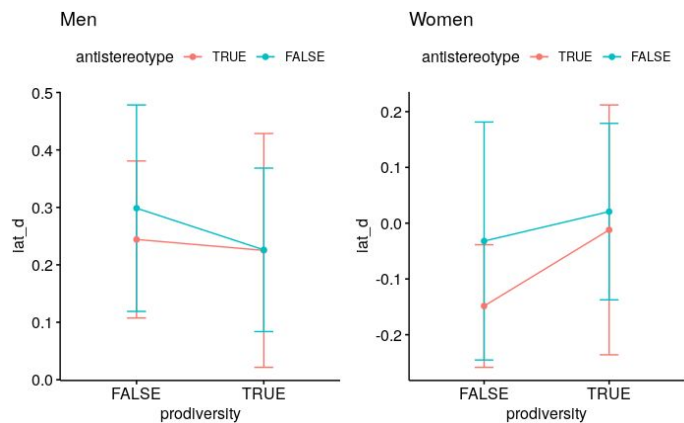 Men
antistereotype TRUE FALSE
0.5
0.4
0.3
0.2
0.1
0.0
lat_d
FALSE TRUE
prodiversity
Women
antistereotype TRUE FALSE
0.2
0.1
0.0
-0.1
-0.2
lat_d
FALSE TRUE
prodiversity